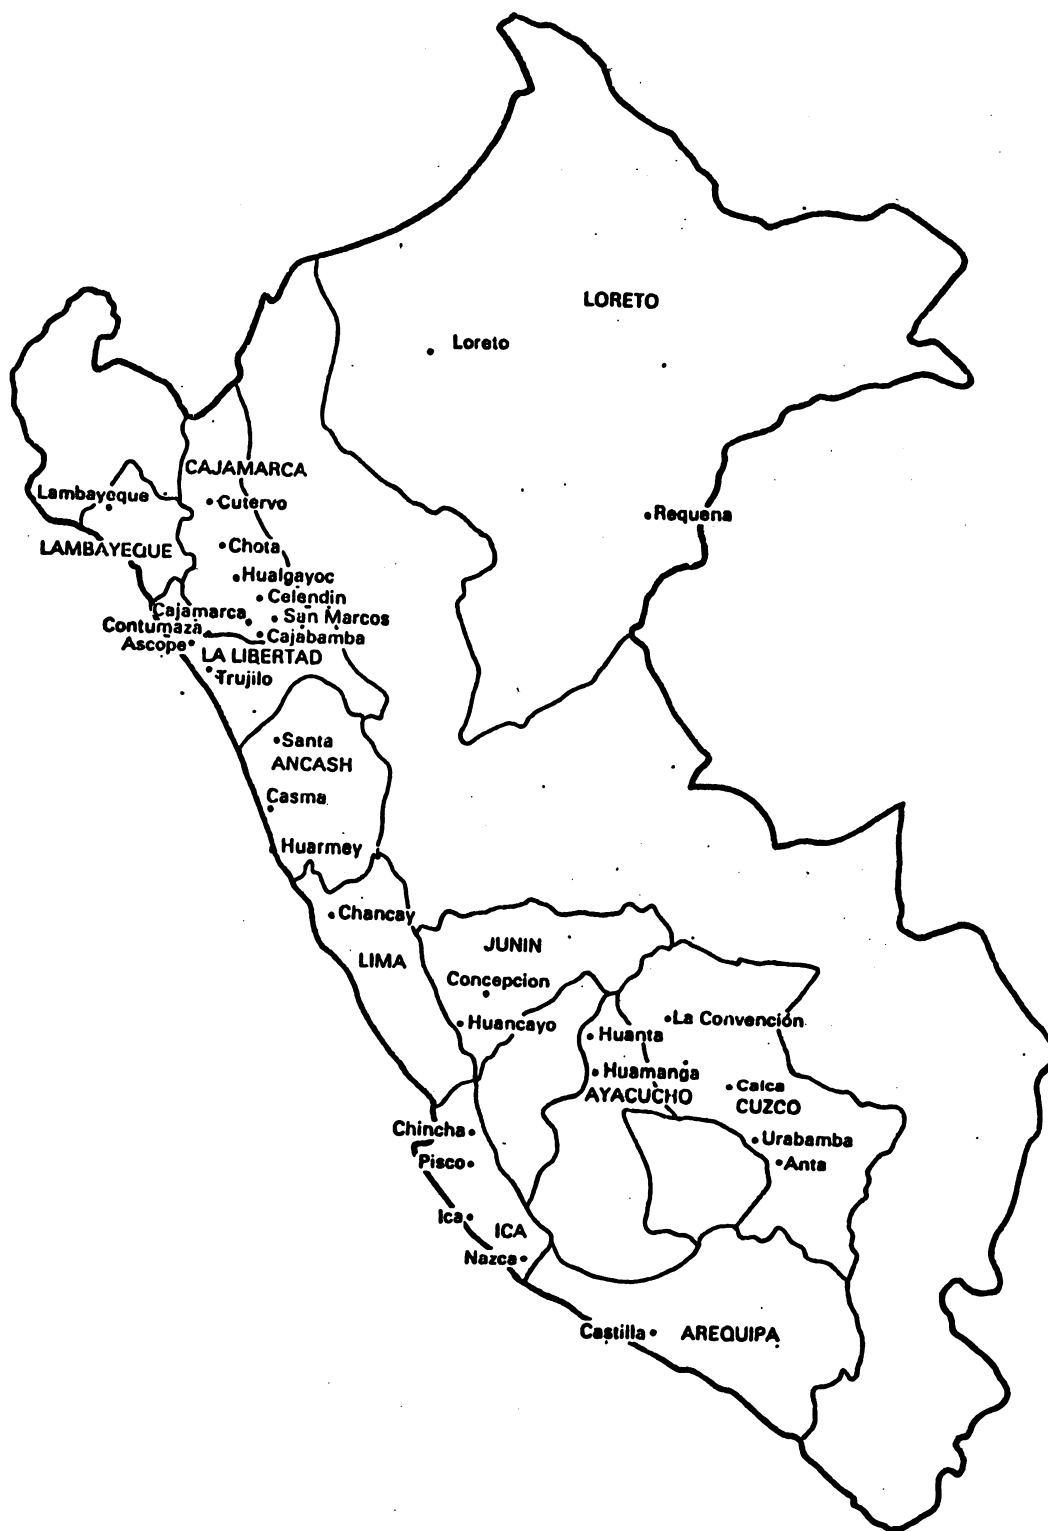 LORETO
Loreto
CAJAMARCA
Lambayeque
Cutervo
Requena
Chota
LAMBAYEQUE
Hualgayoc
Celendin
Cajamarca
San Marcos
Contumaza
Cajabamba
Ascope
LA LIBERTAD
Trujilo
Santa
ANCASH
Casma
Huarmey
Chancay
JUNIN
LIMA
Concepcion
La Convención
Huancayo
Huanta
Huamanga
Calca
AYACUCHO
CUZCO
Chincha
Urabamba
Pisco
Anta
Ica
ICA
Nazca
Castilla
AREQUIPA